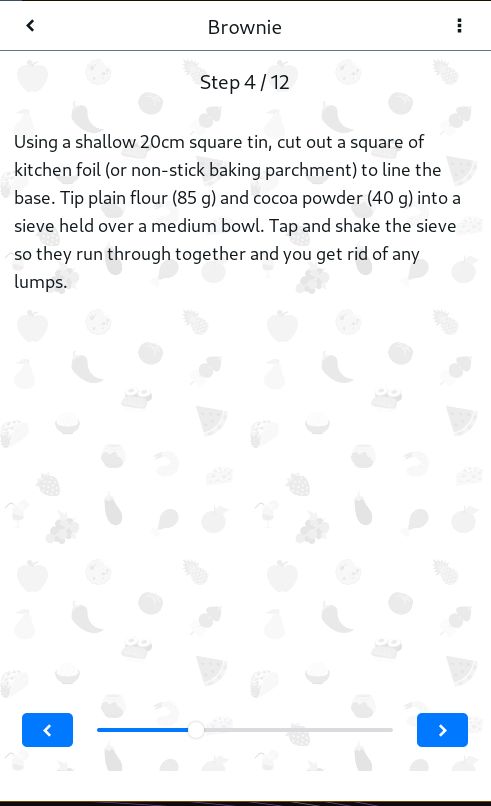 Brownie
Step 4 / 12
Using a shallow 20cm square tin, cut out a square of
kitchen foil (or non-stick baking parchment) to line the
base. Tip plain flour (85 g) and cocoa powder (40 g) into a
sieve held over a medium bowl. Tap and shake the sieve
so they run through together and you get rid of any
lumps.